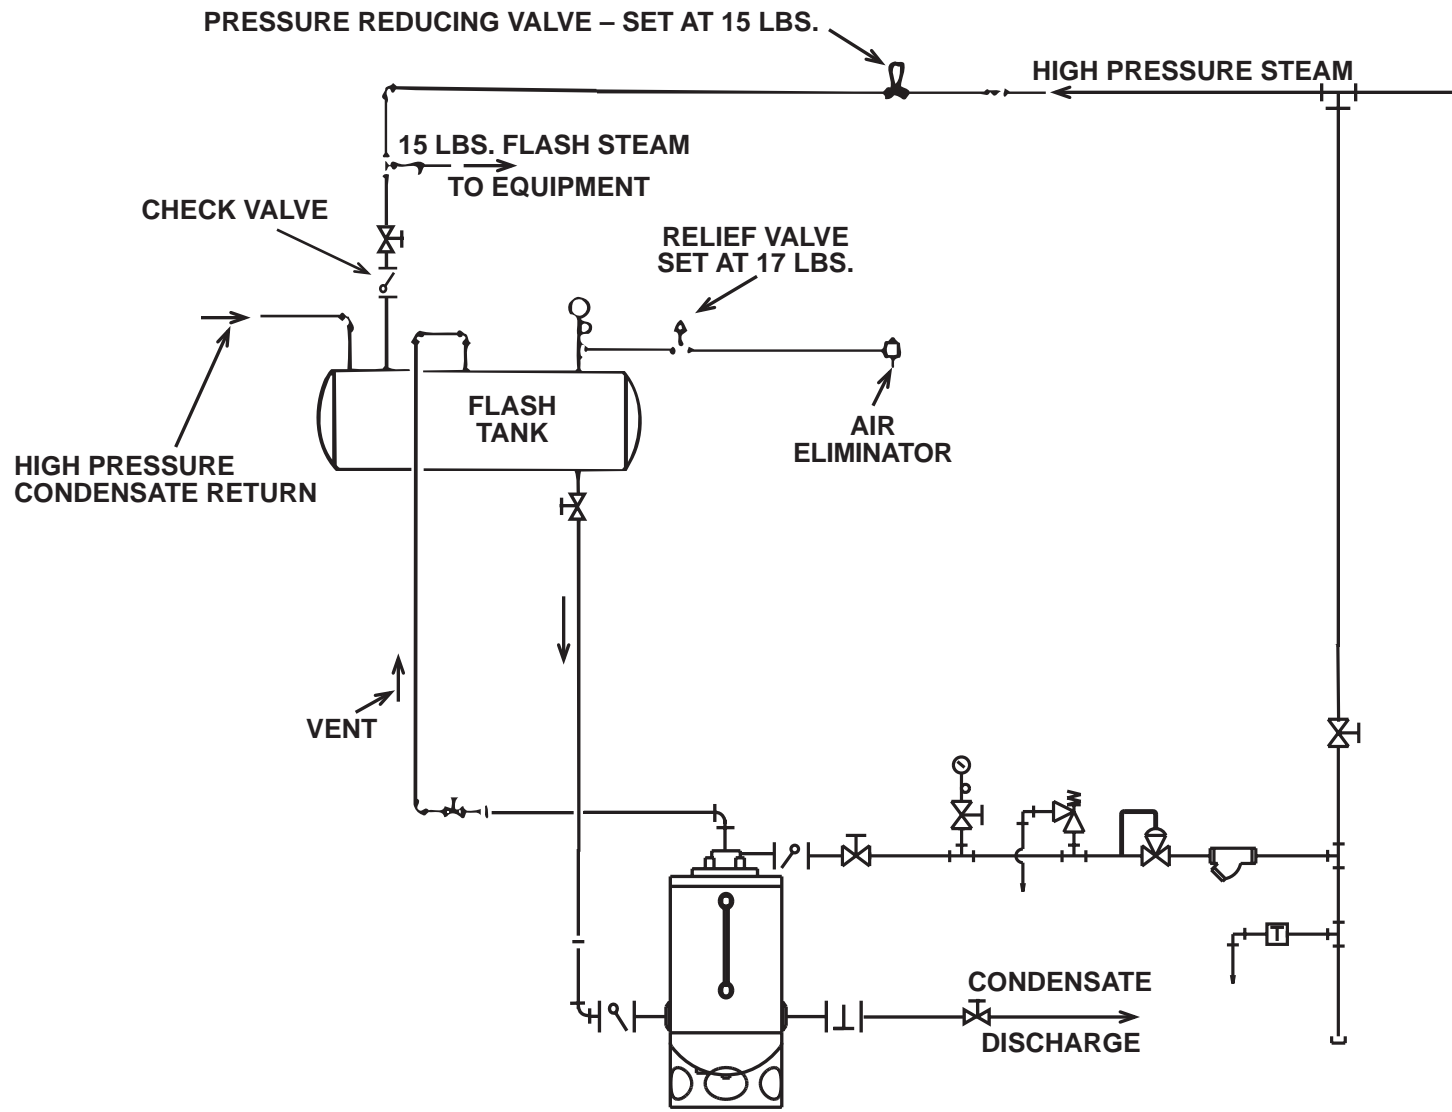 PRESSURE REDUCING VALVE – SET AT 15 LBS.
HIGH PRESSURE STEAM
15 LBS. FLASH STEAM
TO EQUIPMENT
CHECK VALVE
RELIEF VALVE
SET AT 17 LBS.
FLASH
TANK
AIR
ELIMINATOR
HIGH PRESSURE
CONDENSATE RETURN
VENT
T
CONDENSATE
DISCHARGE